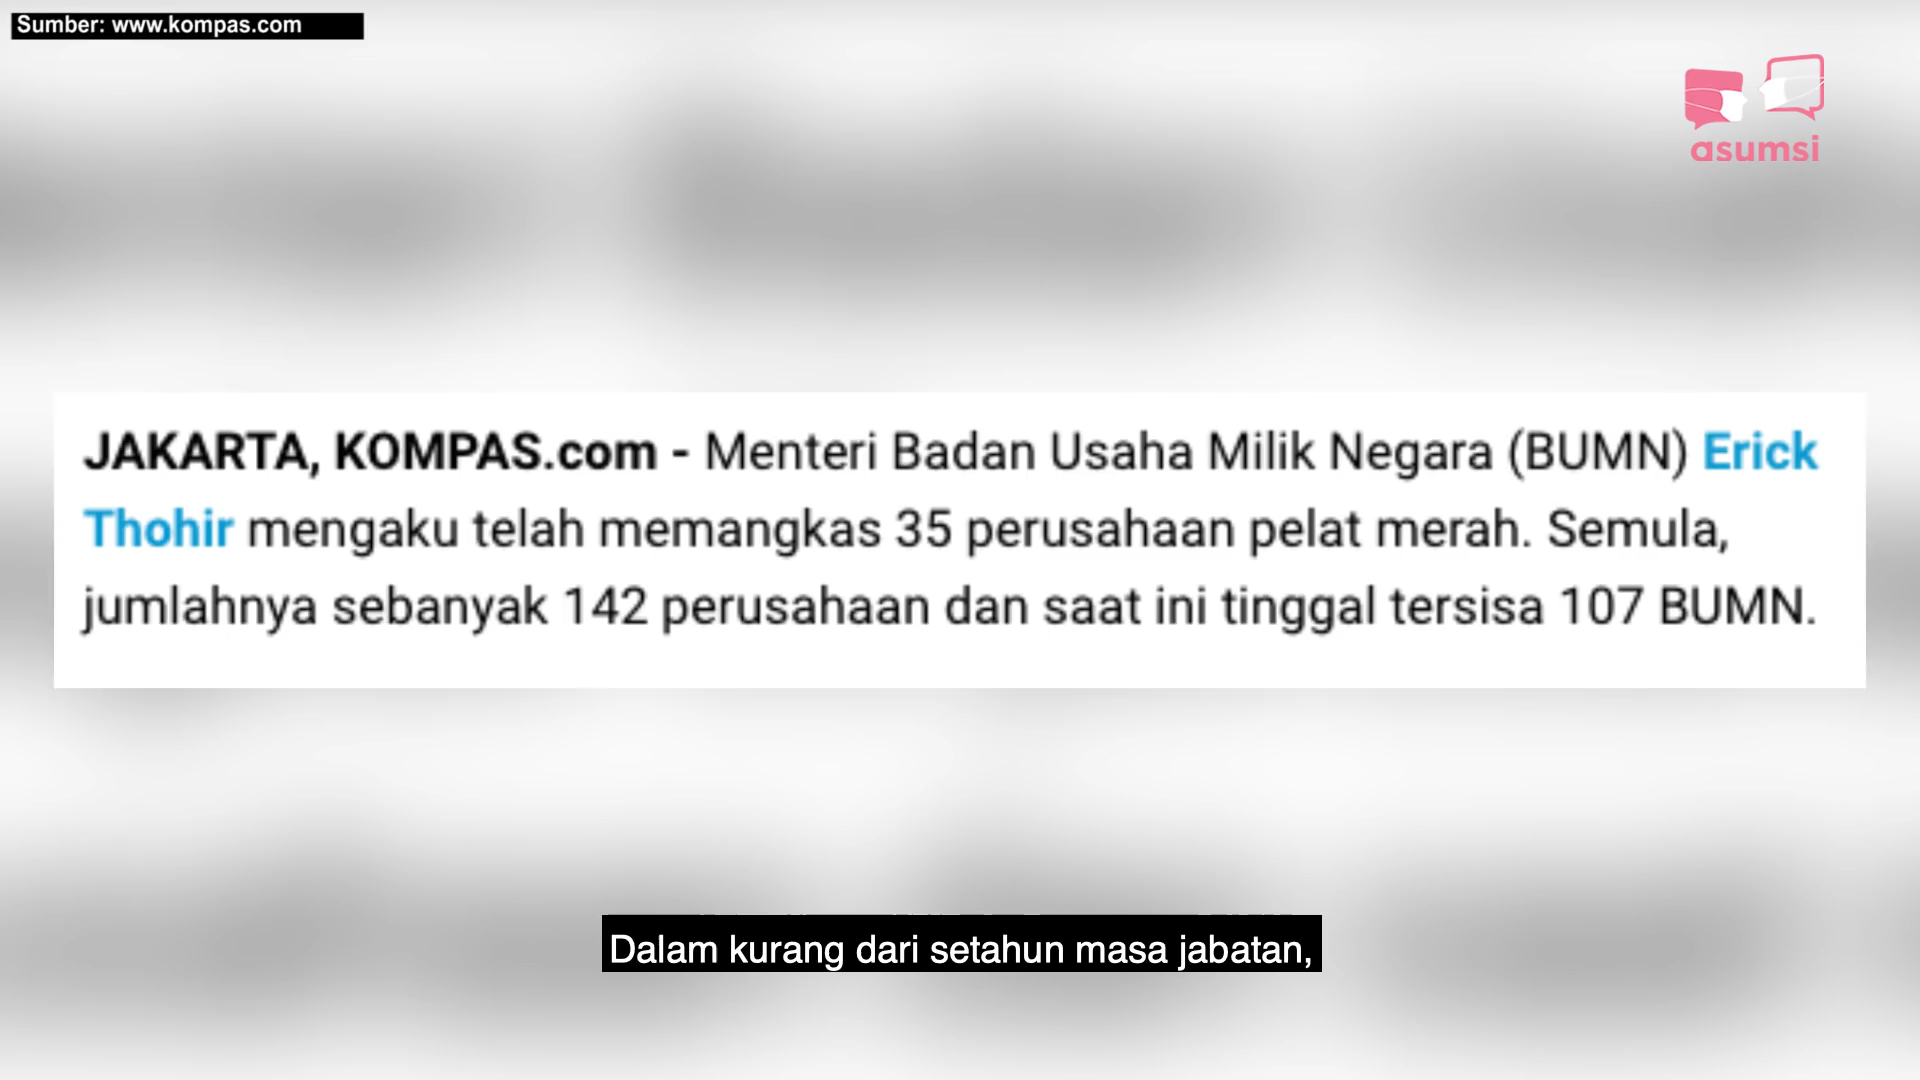 Sumber: www.kompas.com
asumsi
JAKARTA, KOMPAS.com - Menteri Badan Usaha Milik Negara (BUMN) Erick
Thohir mengaku telah memangkas 35 perusahaan pelat merah. Semula,
jumlahnya sebanyak 142 perusahaan dan saat ini tinggal tersisa 107 BUMN.
Dalam kurang dari setahun masa jabatan,